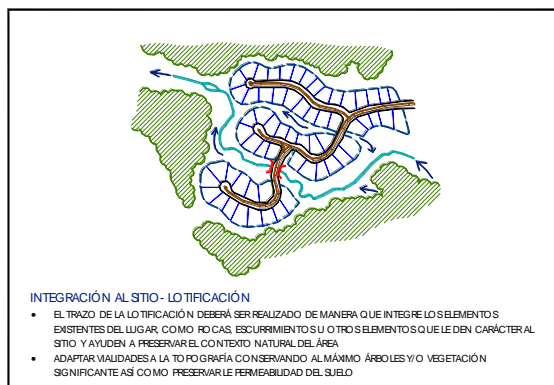 INTEGRACIÓN AL SITIO - LOTIFICACIÓN
• EL TRAZO DE LA LOTIFICACIÓN DEBERÁ SER REALIZADO DE MANERA QUE INTEGRE LOS ELEMENTOS
EXISTENTES DEL LUGAR, COMO ROCAS, ESCURRIMIENTOS U OTROS ELEMENTOS QUE LE DEN CARÁCTER AL
SITIO Y AYUDEN A PRESERVAR EL CONTEXTO NATURAL DEL ÁREA
• ADAPTAR VIALIDADES A LA TOPOGRAFÍA CONSERVANDO AL MÁXIMO ÁRBOLES Y/O VEGETACIÓN
SIGNIFICANTE ASÍ COMO PRESERVAR LE PERMEABILIDAD DEL SUELO